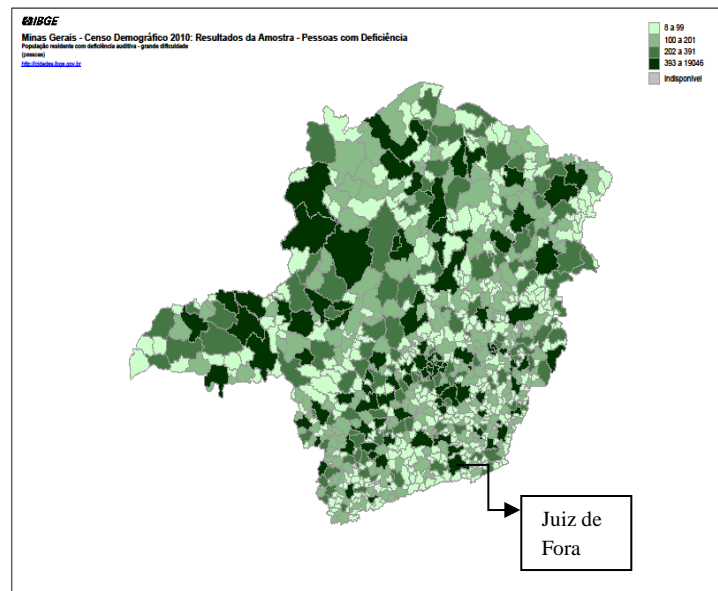 IBGE
Minas Gerais - Censo Demográfico 2010: Resultados da Amostra - Pessoas com Deficiência
População residente com deficiência auditiva - grande dificuldade
(pessoas)
http://cidades.ibge.gov.br
8 a 99
100 a 201
202 a 391
393 a 19046
Indisponível
Juiz de
Fora